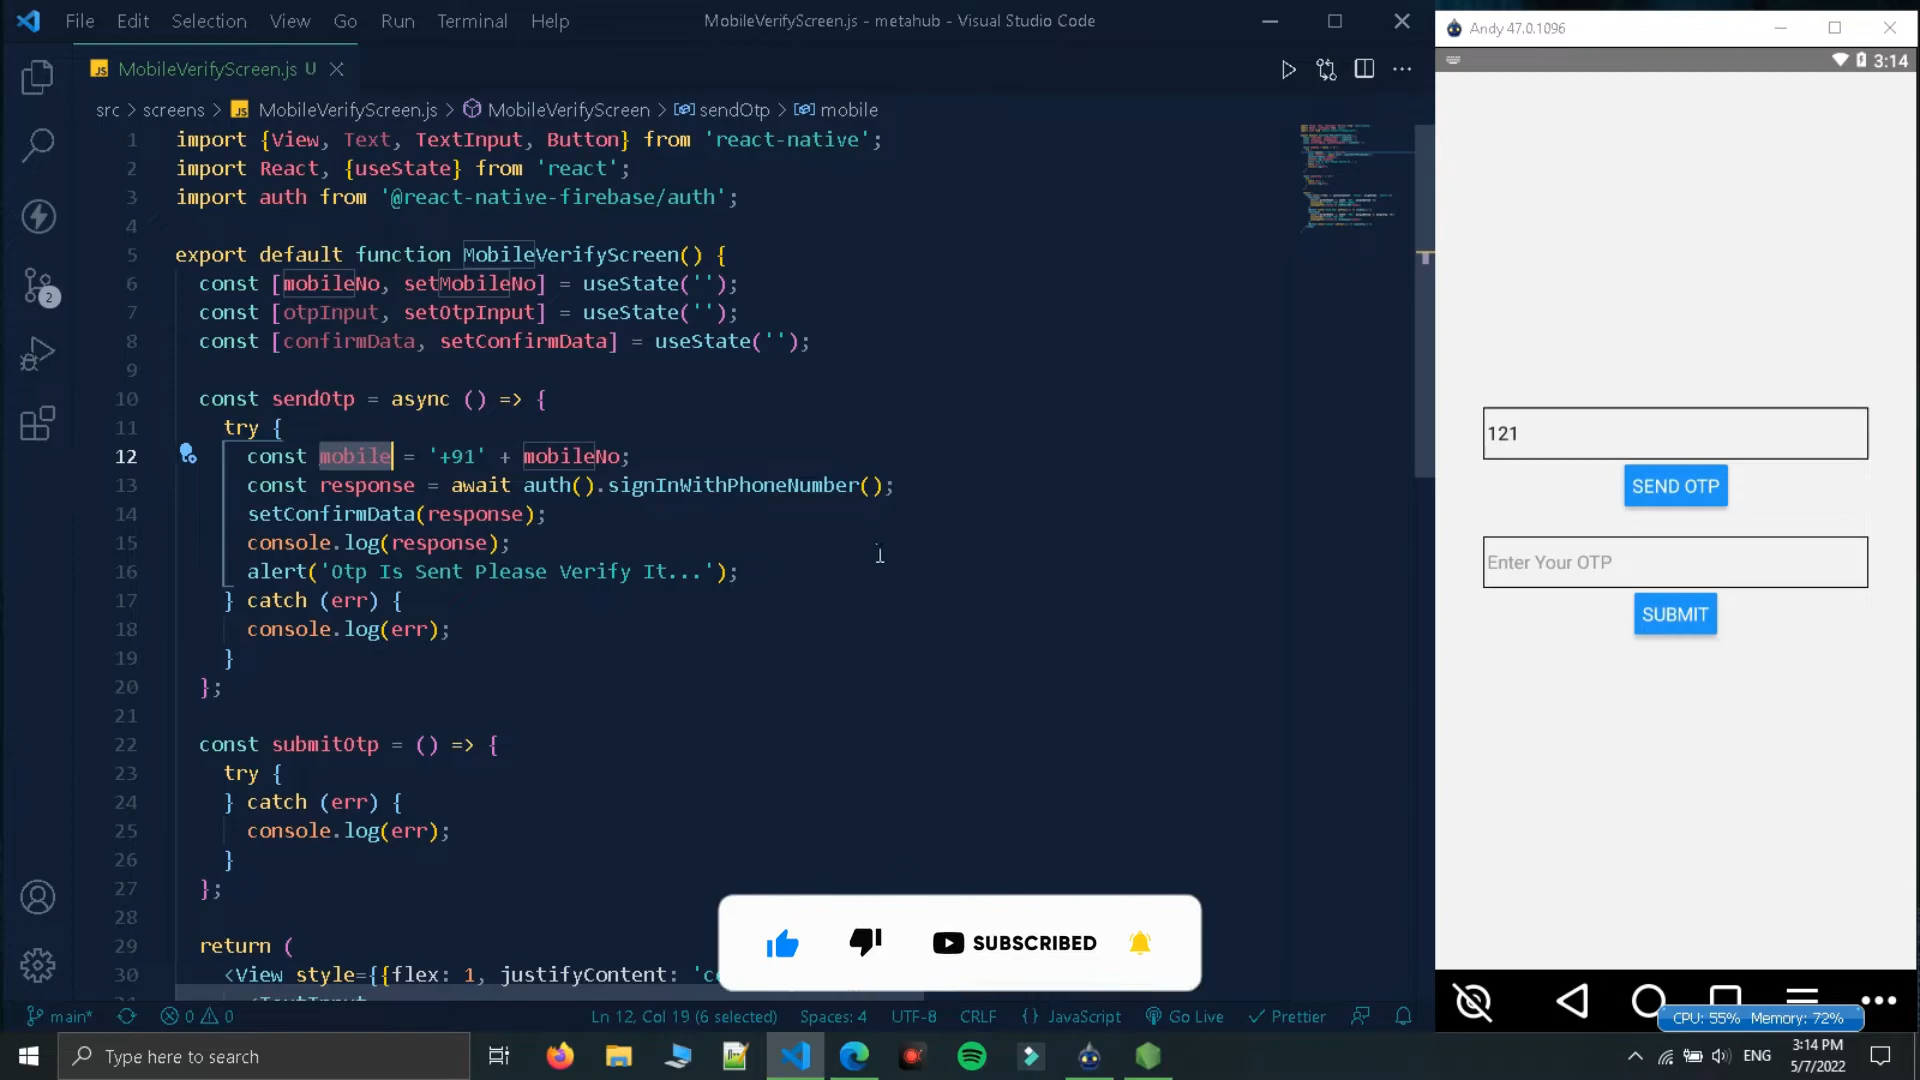 File Edit Selection View Go Run Terminal Help MobileVerifyScreen.js - metahub - Visual Studio Code
JS MobileVerifyScreen.js U
src > screens > JS MobileVerifyScreen.js > MobileVerifyScreen > sendOtp > mobile
1 import {View, Text, TextInput, Button} from 'react-native';
2 import React, {useState} from 'react';
3 import auth from '@react-native-firebase/auth';
4
5 export default function MobileVerifyScreen() {
6 const [mobileNo, setMobileNo] = useState('');
7 const [otpInput, setOtpInput] = useState('');
8 const [confirmData, setConfirmData] = useState('');
9
10 const sendOtp = async () => {
11 try {
12 const mobile = '+91' + mobileNo;
13 const response = await auth().signInWithPhoneNumber();
14 setConfirmData(response);
15 console.log(response);
16 alert('Otp Is Sent Please Verify It...');
17 } catch (err) {
18 console.log(err);
19 }
20 };
21
22 const submitOtp = () => {
23 try {
24 } catch (err) {
25 console.log(err);
26 }
27 };
28
29 return (
30 <View style={{flex: 1, justifyContent: 'ce
<TextInput
2
SUBSCRIBED
main* 0 0 Ln 12, Col 19 (6 selected) Spaces: 4 UTF-8 CRLF {} JavaScript Go Live Prettier
Andy 47.0.1096
3:14
121
SEND OTP
Enter Your OTP
SUBMIT
CPU: 55% Memory: 72%
Type here to search
ENG
3:14 PM
5/7/2022